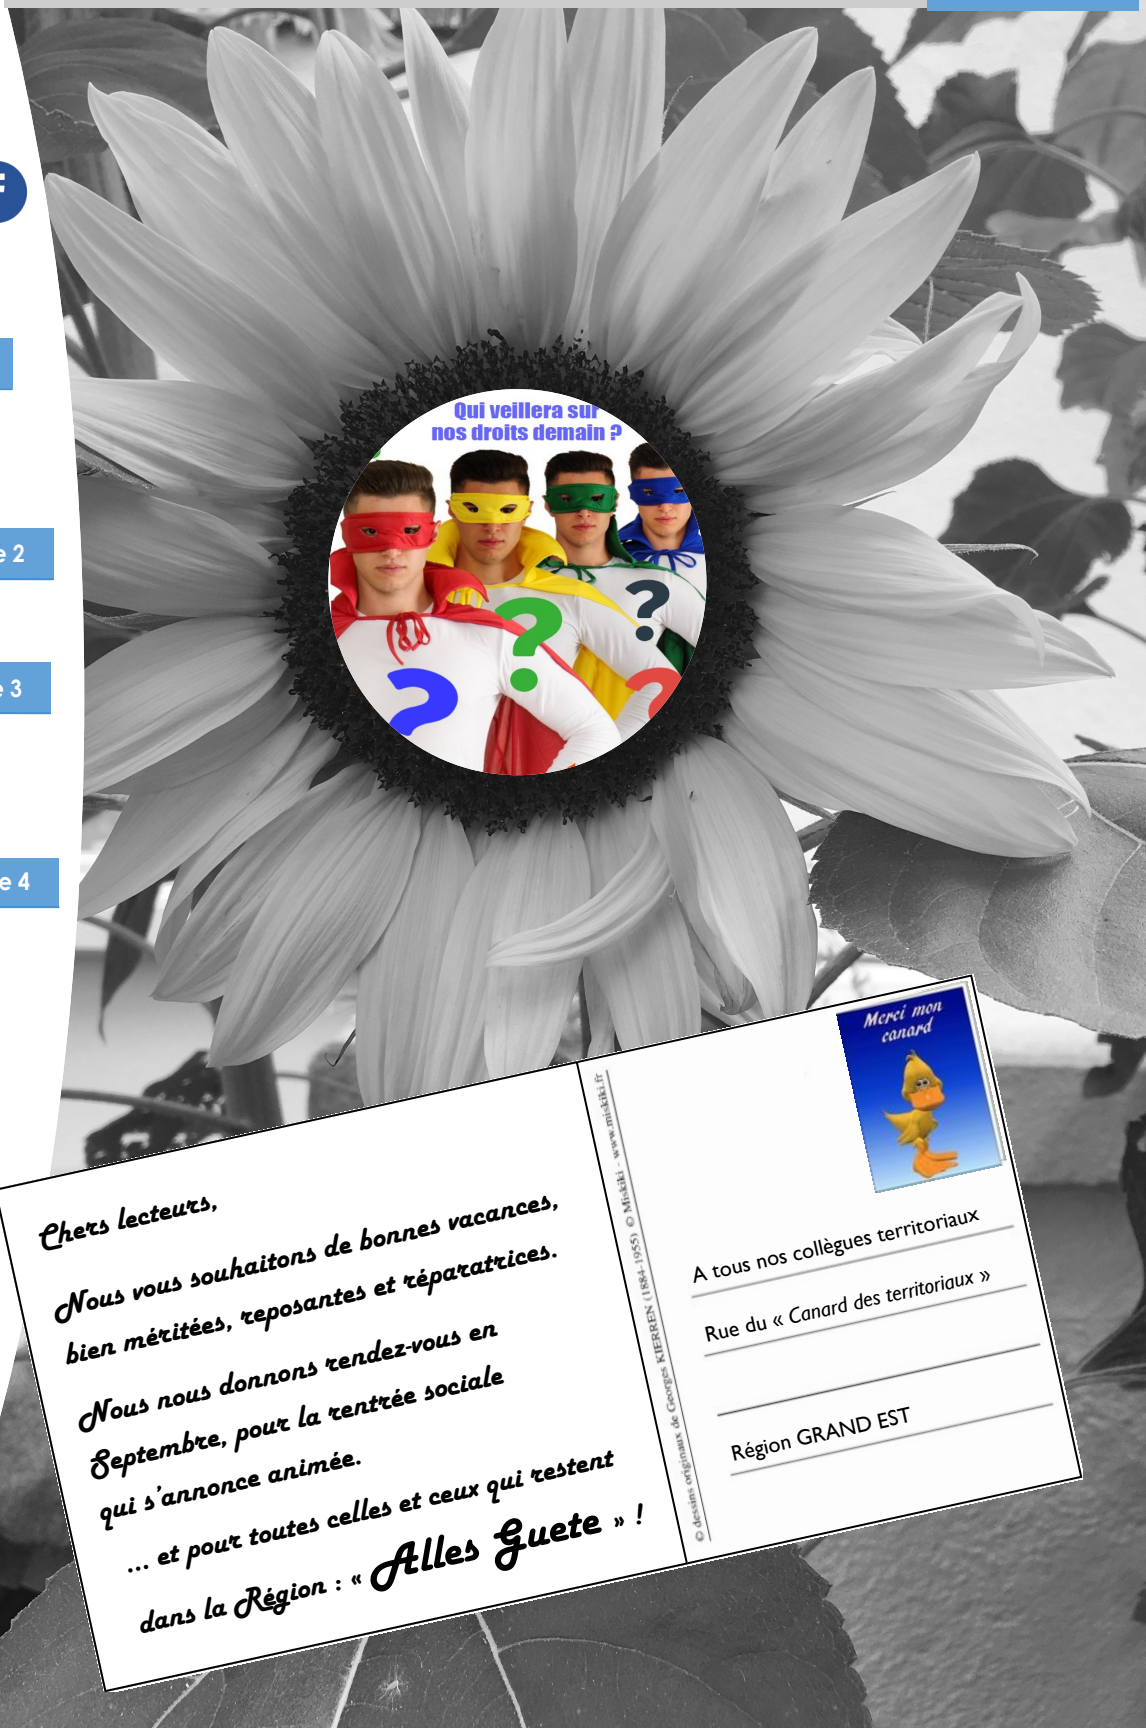 f
e 2
e 3
e 4
Qui veillera sur
nos droits demain ?
?
?
?
?
Chers lecteurs,
Nous vous souhaitons de bonnes vacances,
bien méritées, reposantes et réparatrices.
Nous nous donnons rendez-vous en
Septembre, pour la rentrée sociale
qui s'annonce animée.
... et pour toutes celles et ceux qui restent
dans la Région : « Alles Guete » !
© dessins originaux de Georges KIERREN (1884-1955) © Miskiki - www.miskiki.fr
Merci mon
canard
A tous nos collègues territoriaux
Rue du « Canard des territoriaux »
Région GRAND EST